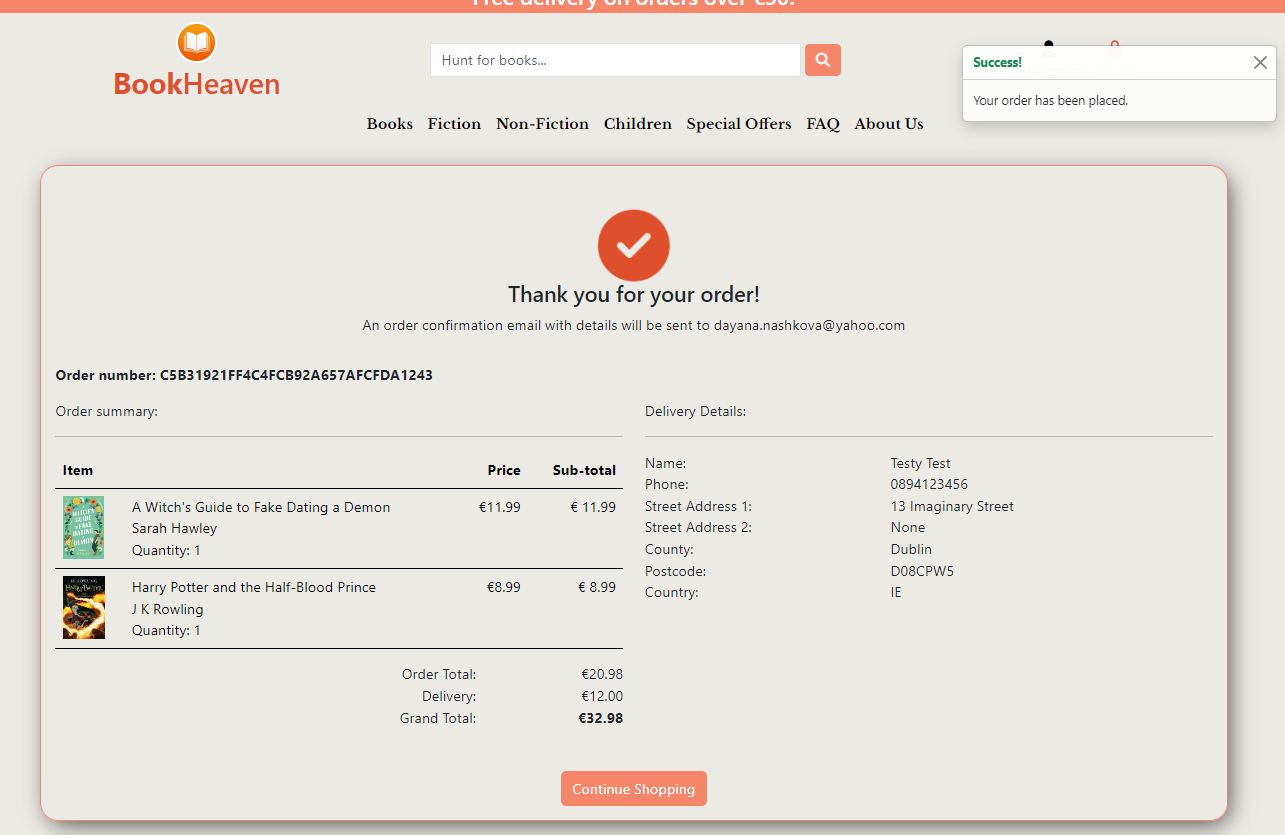 Free delivery on orders over €50!
BookHeaven
Hunt for books...
Success!
Your order has been placed.
Books Fiction Non-Fiction Children Special Offers FAQ About Us
Thank you for your order!
An order confirmation email with details will be sent to dayana.nashkova@yahoo.com
Order number: C5B31921FF4C4FCB92A657AFCFDA1243
Order summary:
Item Price Sub-total
A Witch's Guide to Fake Dating a Demon €11.99 € 11.99
Sarah Hawley
Quantity: 1
Harry Potter and the Half-Blood Prince €8.99 € 8.99
J K Rowling
Quantity: 1
Order Total: €20.98
Delivery: €12.00
Grand Total: €32.98
Delivery Details:
Name: Testy Test
Phone: 0894123456
Street Address 1: 13 Imaginary Street
Street Address 2: None
County: Dublin
Postcode: D08CPW5
Country: IE
Continue Shopping